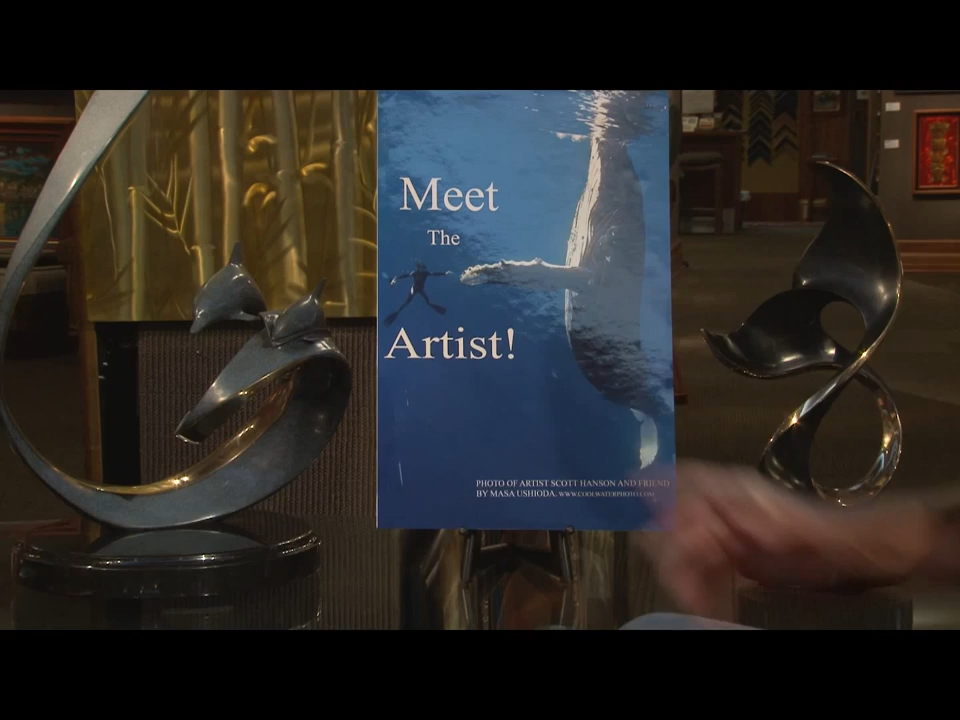 Meet
The
Artist!
PHOTO OF ARTIST SCOTT HANSON AND FRIEND
BY MASA USHIODA. WWW.COOLWATERPHOTO.COM